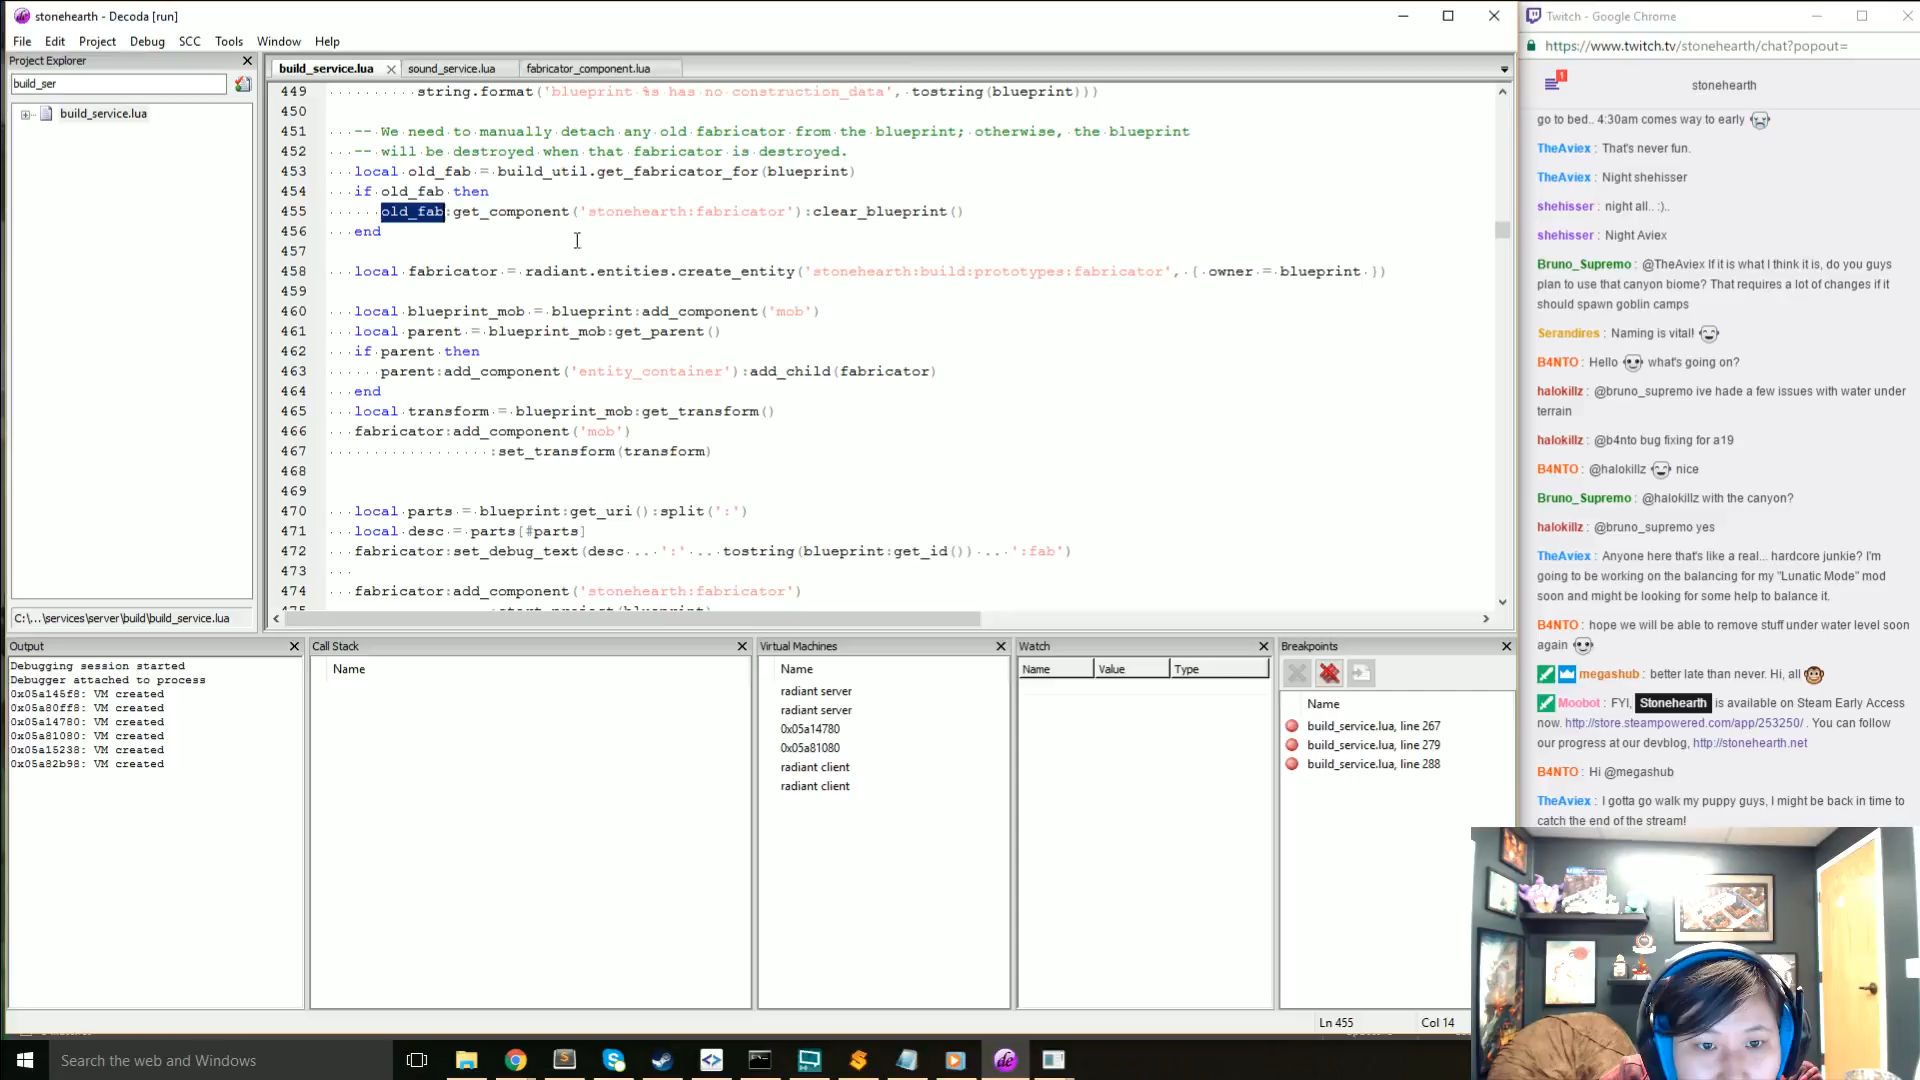 stonehearth - Decoda [run]
File Edit Project Debug SCC Tools Window Help
Project Explorer
build_ser
build_service.lua
C:\...\services\server\build\build_service.lua
build_service.lua sound_service.lua fabricator_component.lua
449 string.format('blueprint %s has no construction_data', tostring(blueprint)))
450
451 -- We need to manually detach any old fabricator from the blueprint; otherwise, the blueprint
452 -- will be destroyed when that fabricator is destroyed.
453 local old_fab = build_util.get_fabricator_for(blueprint)
454 if old_fab then
455 old_fab:get_component('stonehearth:fabricator'):clear_blueprint()
456 end
457
458 local fabricator = radiant.entities.create_entity('stonehearth:build:prototypes:fabricator', { owner = blueprint })
459
460 local blueprint_mob = blueprint:add_component('mob')
461 local parent = blueprint_mob:get_parent()
462 if parent then
463 parent:add_component('entity_container'):add_child(fabricator)
464 end
465 local transform = blueprint_mob:get_transform()
466 fabricator:add_component('mob')
467 :set_transform(transform)
468
469
470 local parts = blueprint:get_uri():split(':')
471 local desc = parts[#parts]
472 fabricator:set_debug_text(desc .. ':' .. tostring(blueprint:get_id()) .. ':fab')
473
474 fabricator:add_component('stonehearth:fabricator')
475 :start_project(blueprint)
Output
Debugging session started
Debugger attached to process
0x05a145f8: VM created
0x05a80ff8: VM created
0x05a14780: VM created
0x05a81080: VM created
0x05a15238: VM created
0x05a82b98: VM created
Call Stack
Name
Virtual Machines
Name
radiant server
radiant server
0x05a14780
0x05a81080
radiant client
radiant client
Watch
Name Value Type
Breakpoints
Name
build_service.lua, line 267
build_service.lua, line 279
build_service.lua, line 288
Ln 455 Col 14
Search the web and Windows
Twitch - Google Chrome
https://www.twitch.tv/stonehearth/chat?popout=
1
stonehearth
go to bed.. 4:30am comes way to early
TheAviex : That's never fun.
TheAviex : Night shehisser
shehisser : night all.. :)..
shehisser : Night Aviex
Bruno_Supremo : @TheAviex If it is what I think it is, do you guys
plan to use that canyon biome? That requires a lot of changes if it
should spawn goblin camps
Serandires : Naming is vital!
B4NTO : Hello what's going on?
halokillz : @bruno_supremo ive hade a few issues with water under
terrain
halokillz : @b4nto bug fixing for a19
B4NTO : @halokillz nice
Bruno_Supremo : @halokillz with the canyon?
halokillz : @bruno_supremo yes
TheAviex : Anyone here that's like a real... hardcore junkie? I'm
going to be working on the balancing for my "Lunatic Mode" mod
soon and might be looking for some help to balance it.
B4NTO : hope we will be able to remove stuff under water level soon
again
megashub : better late than never. Hi, all
Moobot : FYI, Stonehearth is available on Steam Early Access
now. http://store.steampowered.com/app/253250/ . You can follow
our progress at our devblog, http://stonehearth.net
B4NTO : Hi @megashub
TheAviex : I gotta go walk my puppy guys, I might be back in time to
catch the end of the stream!